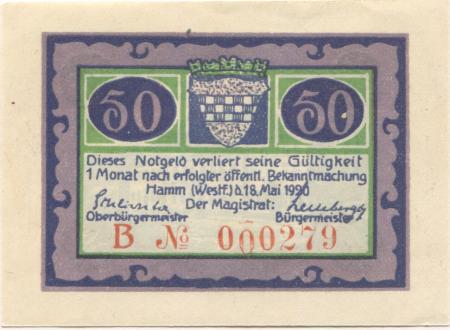 50 50
Dieses Notgeld verliert seine Gültigkeit
1 Monat nach erfolgter öffentl. Bekanntmachung
Hamm (Westf.) d. 18. Mai 1920
Der Magistrat:
Oberbürgermeister Bürgermeister
B No 000279